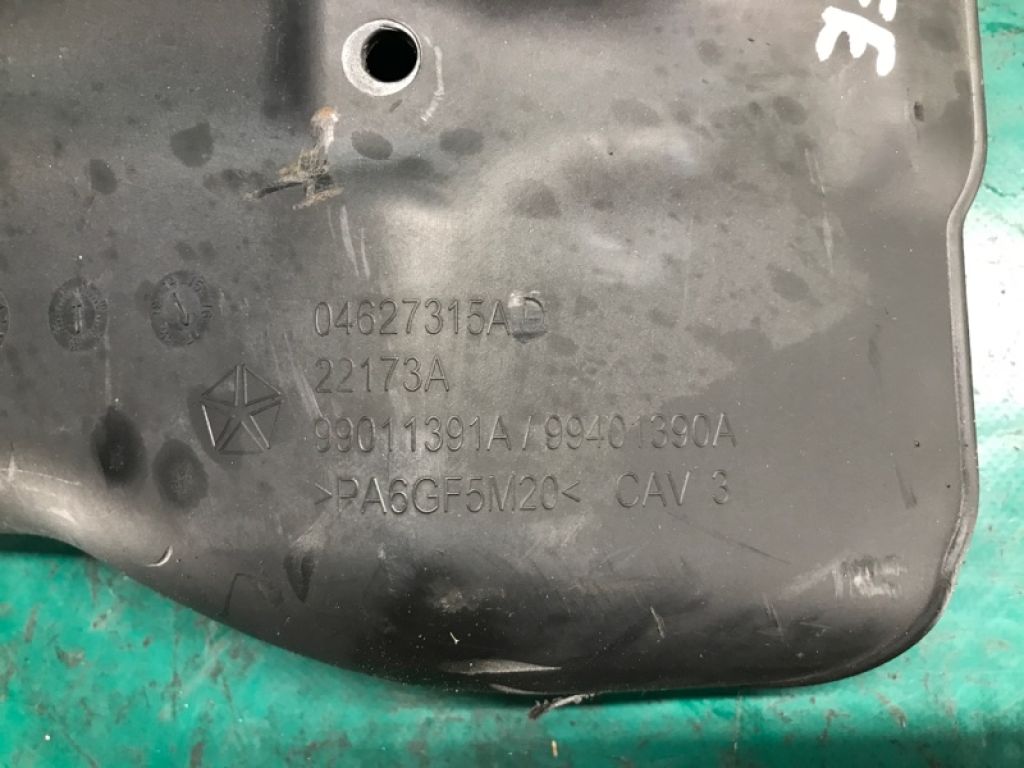 04627315AD
22173A
99011391A / 99401390A
>PA6GF5M20< CAV 3